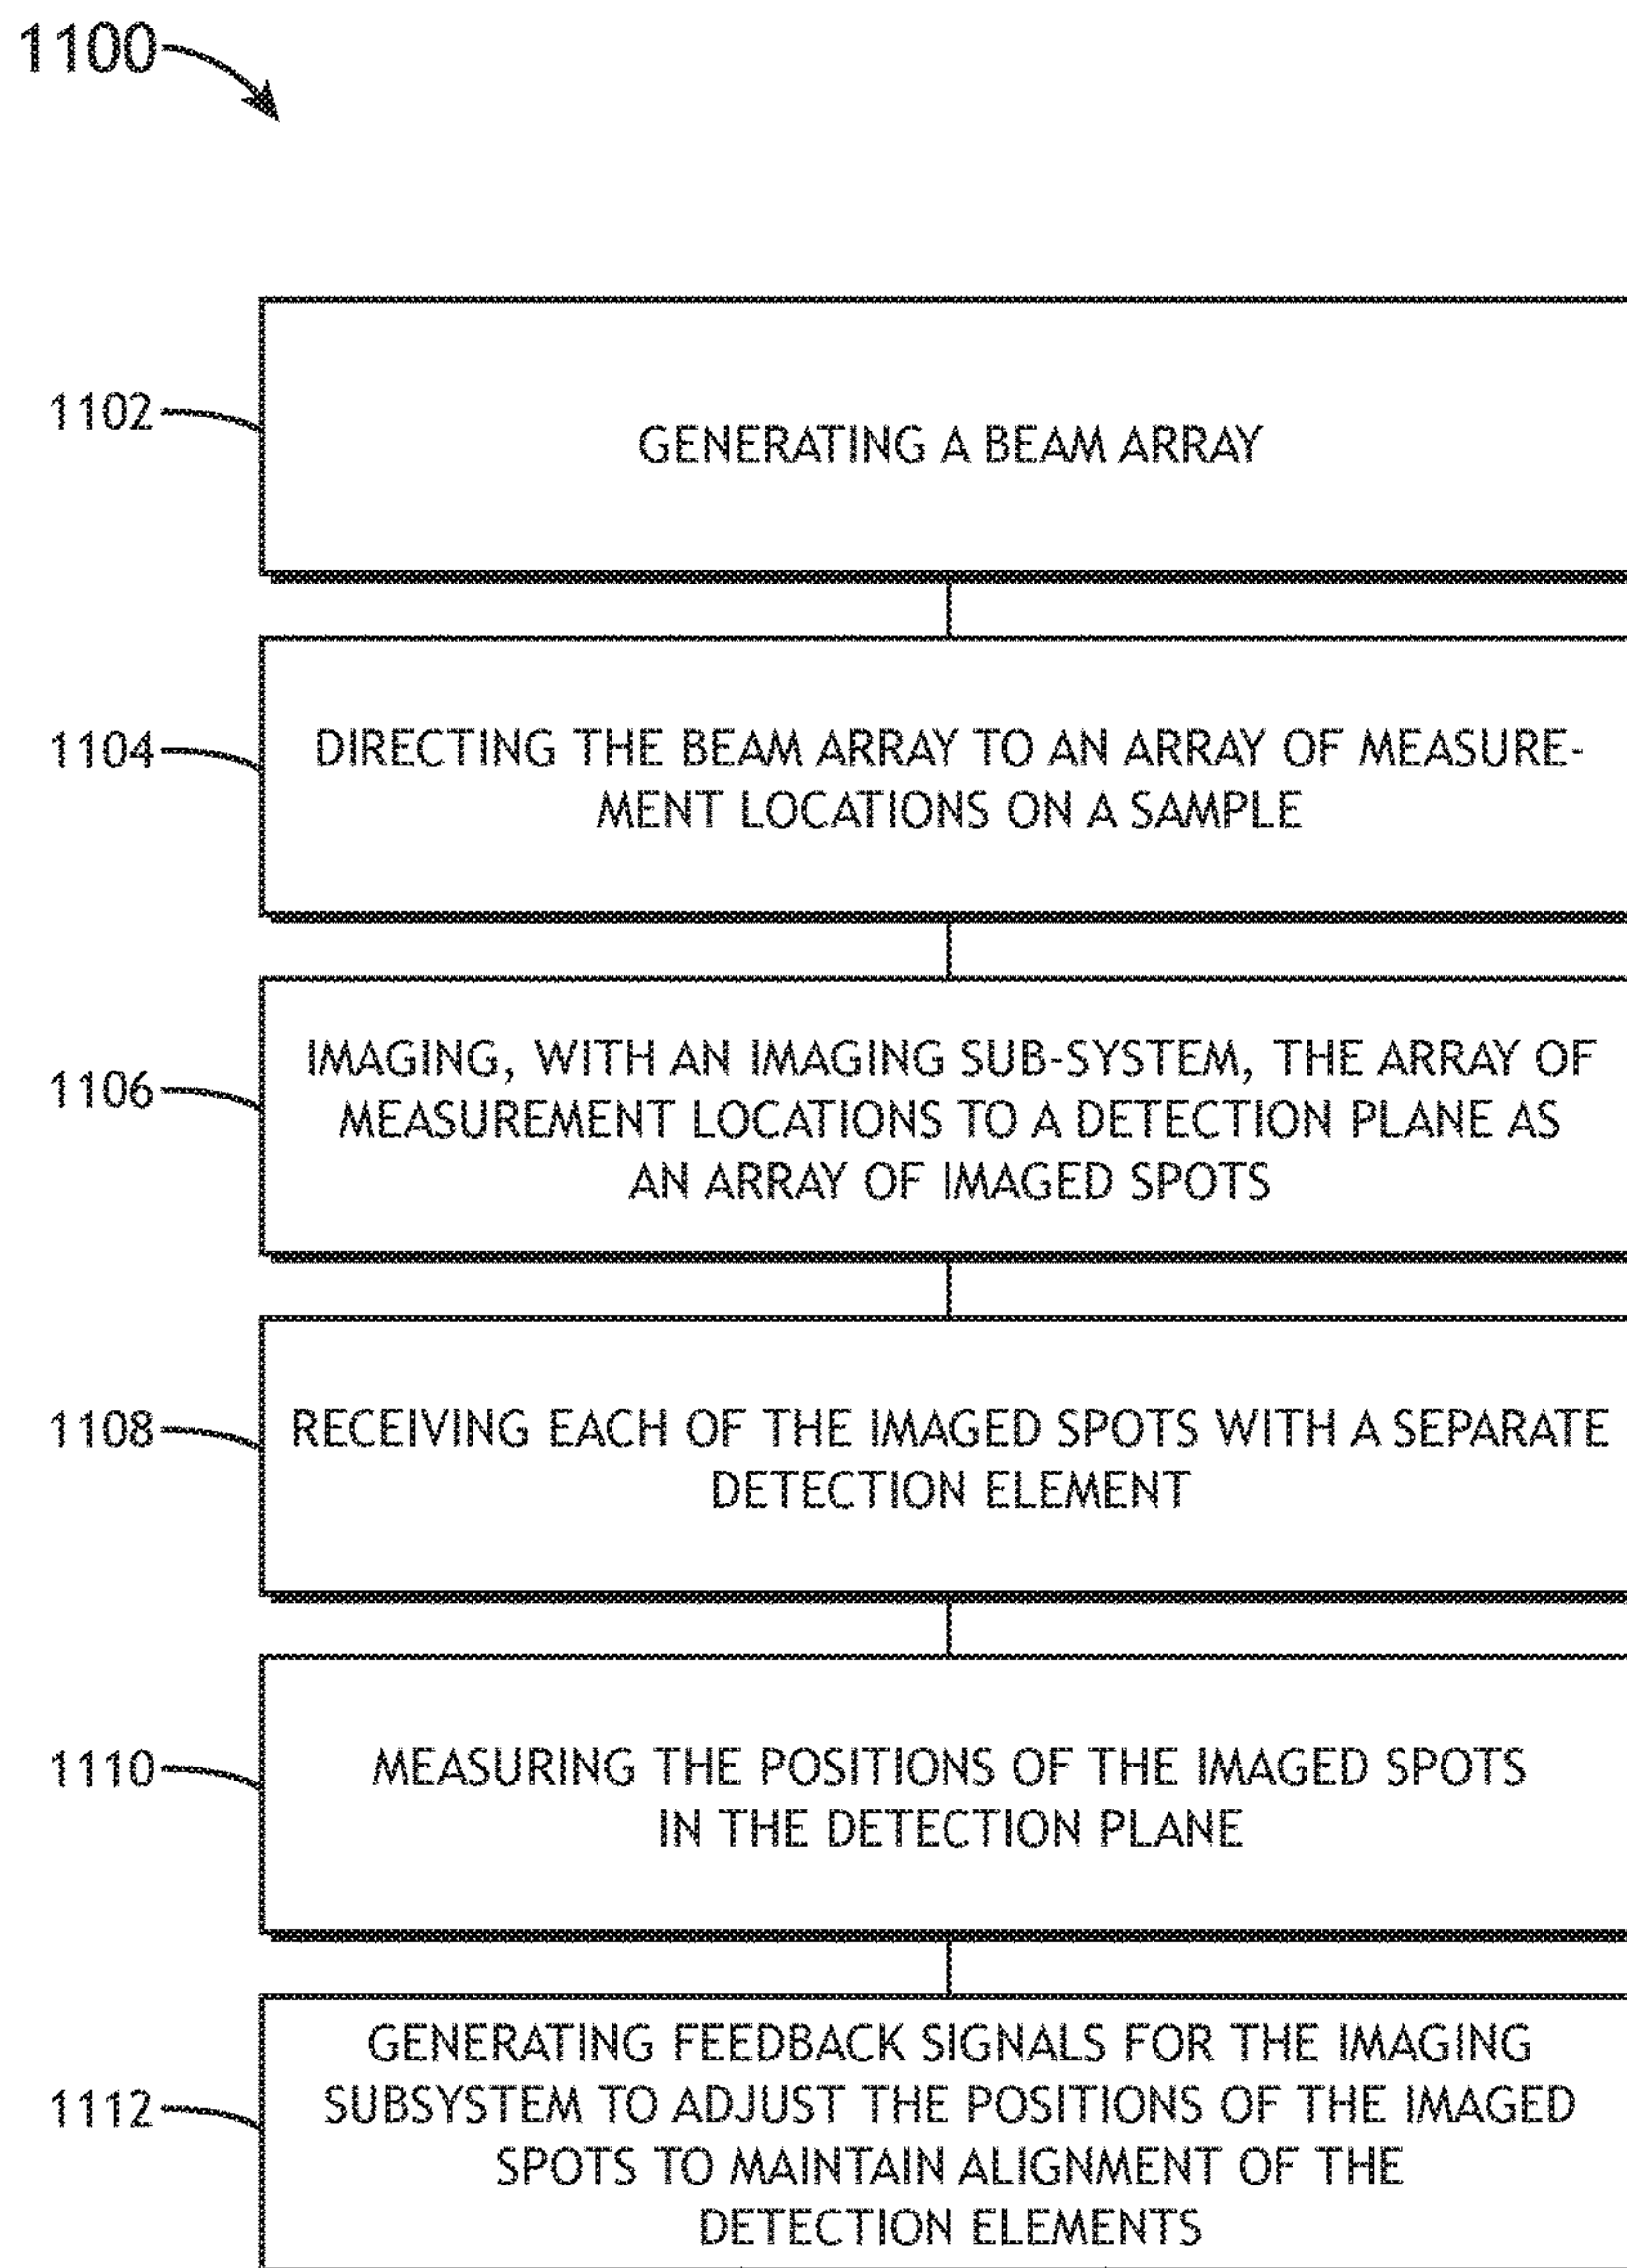 1100
1102
GENERATING A BEAM ARRAY
1104
DIRECTING THE BEAM ARRAY TO AN ARRAY OF MEASURE-
MENT LOCATIONS ON A SAMPLE
1106
IMAGING, WITH AN IMAGING SUB-SYSTEM, THE ARRAY OF
MEASUREMENT LOCATIONS TO A DETECTION PLANE AS
AN ARRAY OF IMAGED SPOTS
1108
RECEIVING EACH OF THE IMAGED SPOTS WITH A SEPARATE
DETECTION ELEMENT
1110
MEASURING THE POSITIONS OF THE IMAGED SPOTS
IN THE DETECTION PLANE
1112
GENERATING FEEDBACK SIGNALS FOR THE IMAGING
SUBSYSTEM TO ADJUST THE POSITIONS OF THE IMAGED
SPOTS TO MAINTAIN ALIGNMENT OF THE
DETECTION ELEMENTS